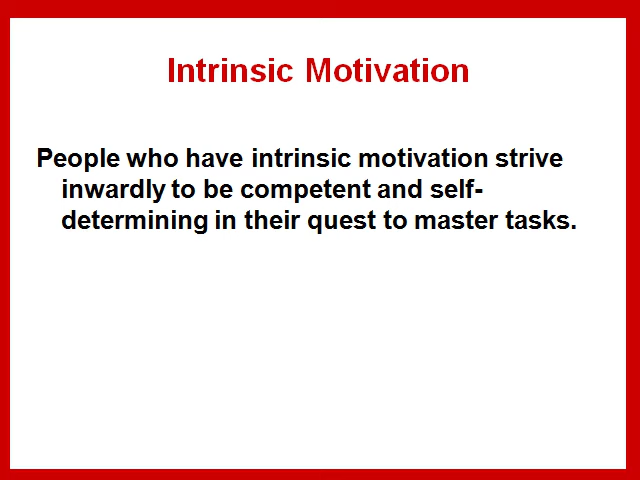 Intrinsic Motivation
People who have intrinsic motivation strive
inwardly to be competent and self-
determining in their quest to master tasks.